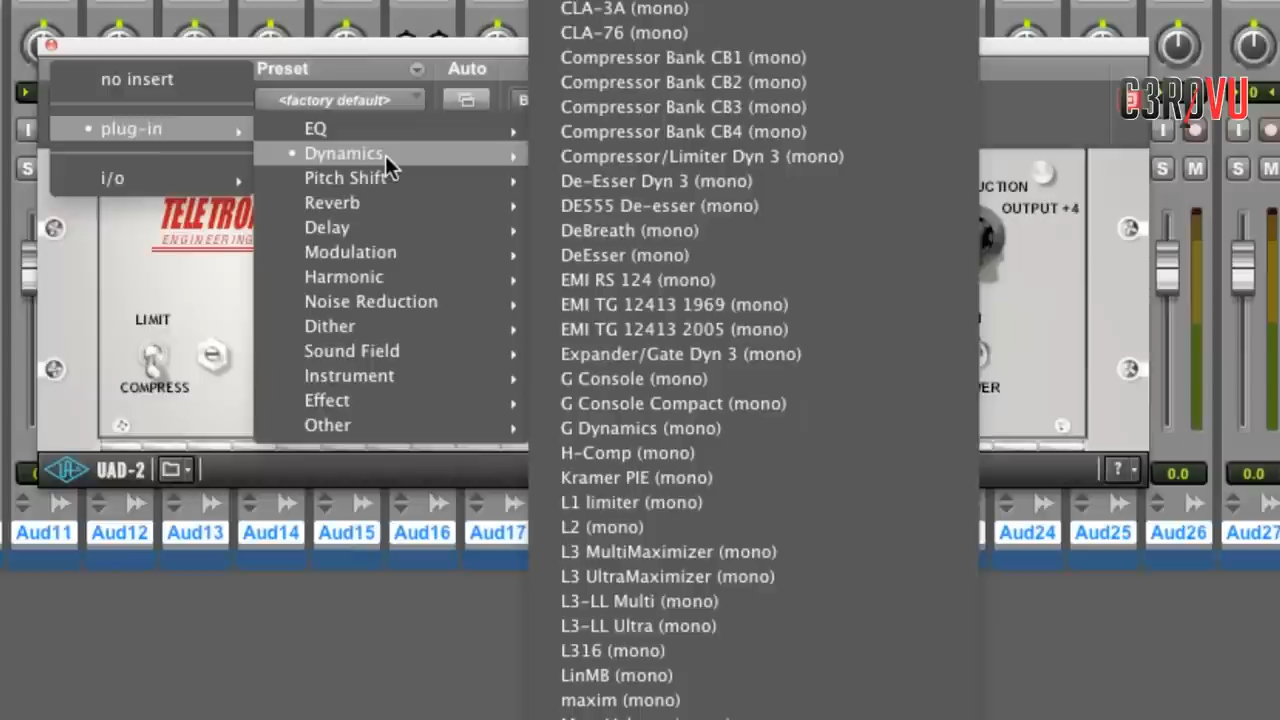 no insert
plug-in
i/o
Preset
Auto
<factory default>
B
EQ
Dynamics
Pitch Shift
Reverb
Delay
Modulation
Harmonic
Noise Reduction
Dither
Sound Field
Instrument
Effect
Other
CLA-3A (mono)
CLA-76 (mono)
Compressor Bank CB1 (mono)
Compressor Bank CB2 (mono)
Compressor Bank CB3 (mono)
Compressor Bank CB4 (mono)
Compressor/Limiter Dyn 3 (mono)
De-Esser Dyn 3 (mono)
DE555 De-esser (mono)
DeBreath (mono)
DeEsser (mono)
EMI RS 124 (mono)
EMI TG 12413 1969 (mono)
EMI TG 12413 2005 (mono)
Expander/Gate Dyn 3 (mono)
G Console (mono)
G Console Compact (mono)
G Dynamics (mono)
H-Comp (mono)
Kramer PIE (mono)
L1 limiter (mono)
L2 (mono)
L3 MultiMaximizer (mono)
L3 UltraMaximizer (mono)
L3-LL Multi (mono)
L3-LL Ultra (mono)
L316 (mono)
LinMB (mono)
maxim (mono)
C3RDVU
I
I
I
S
S M
S M
TELETRO
ENGINEERING
LIMIT
COMPRESS
UCTION
OUTPUT +4
ER
UAD-2
?
0.0
0.0
Aud11
Aud12
Aud13
Aud14
Aud15
Aud16
Aud17
Aud24
Aud25
Aud26
Aud27